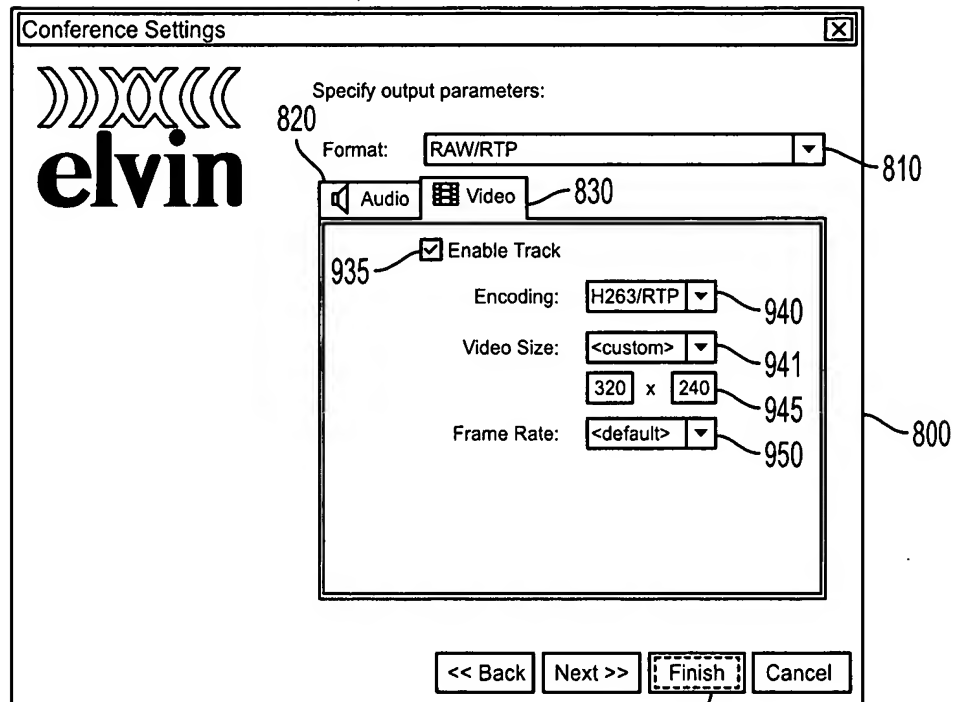 Conference Settings
elvin
Specify output parameters:
820
Format: RAW/RTP
810
Audio
Video
830
Enable Track
935
Encoding: H263/RTP
940
Video Size: <custom>
941
320 x 240
945
Frame Rate: <default>
950
800
<< Back
Next >>
Finish
Cancel